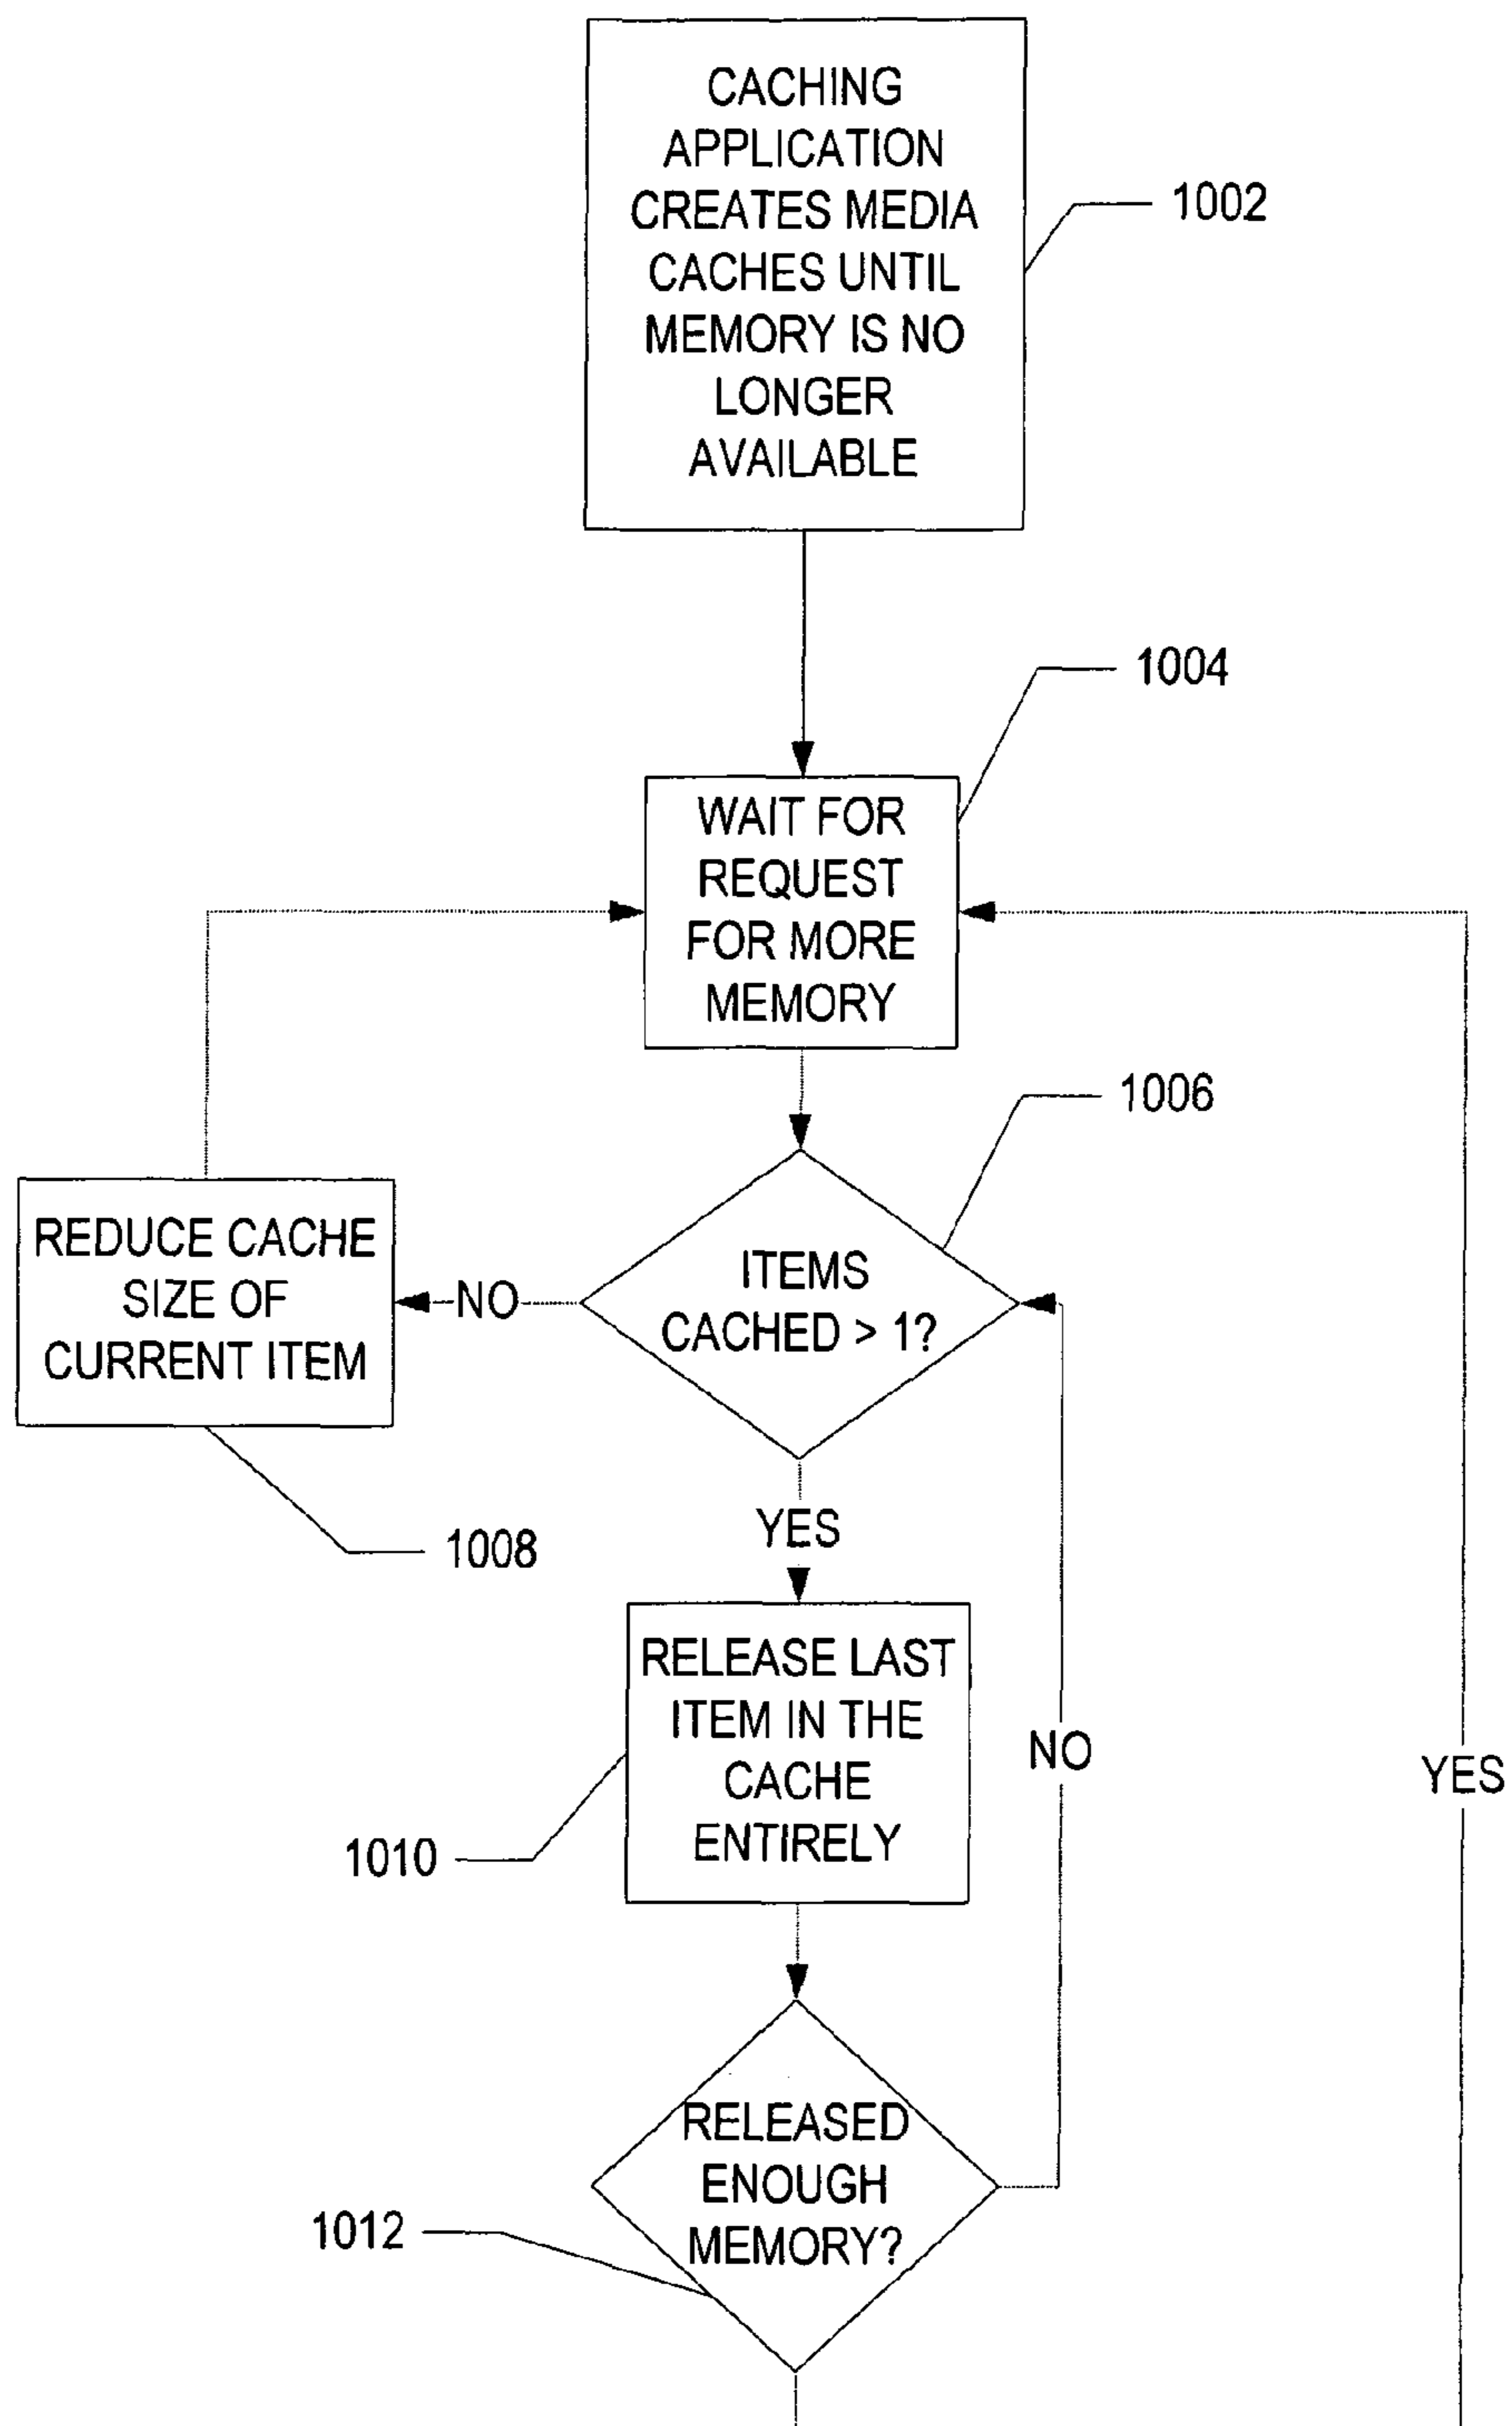 CACHING
APPLICATION
CREATES MEDIA
CACHES UNTIL
MEMORY IS NO
LONGER
AVAILABLE
1002
1004
WAIT FOR
REQUEST
FOR MORE
MEMORY
1006
REDUCE CACHE
SIZE OF
CURRENT ITEM
NO
ITEMS
CACHED > 1?
YES
1008
RELEASE LAST
ITEM IN THE
CACHE
ENTIRELY
NO
YES
1010
RELEASED
ENOUGH
MEMORY?
1012